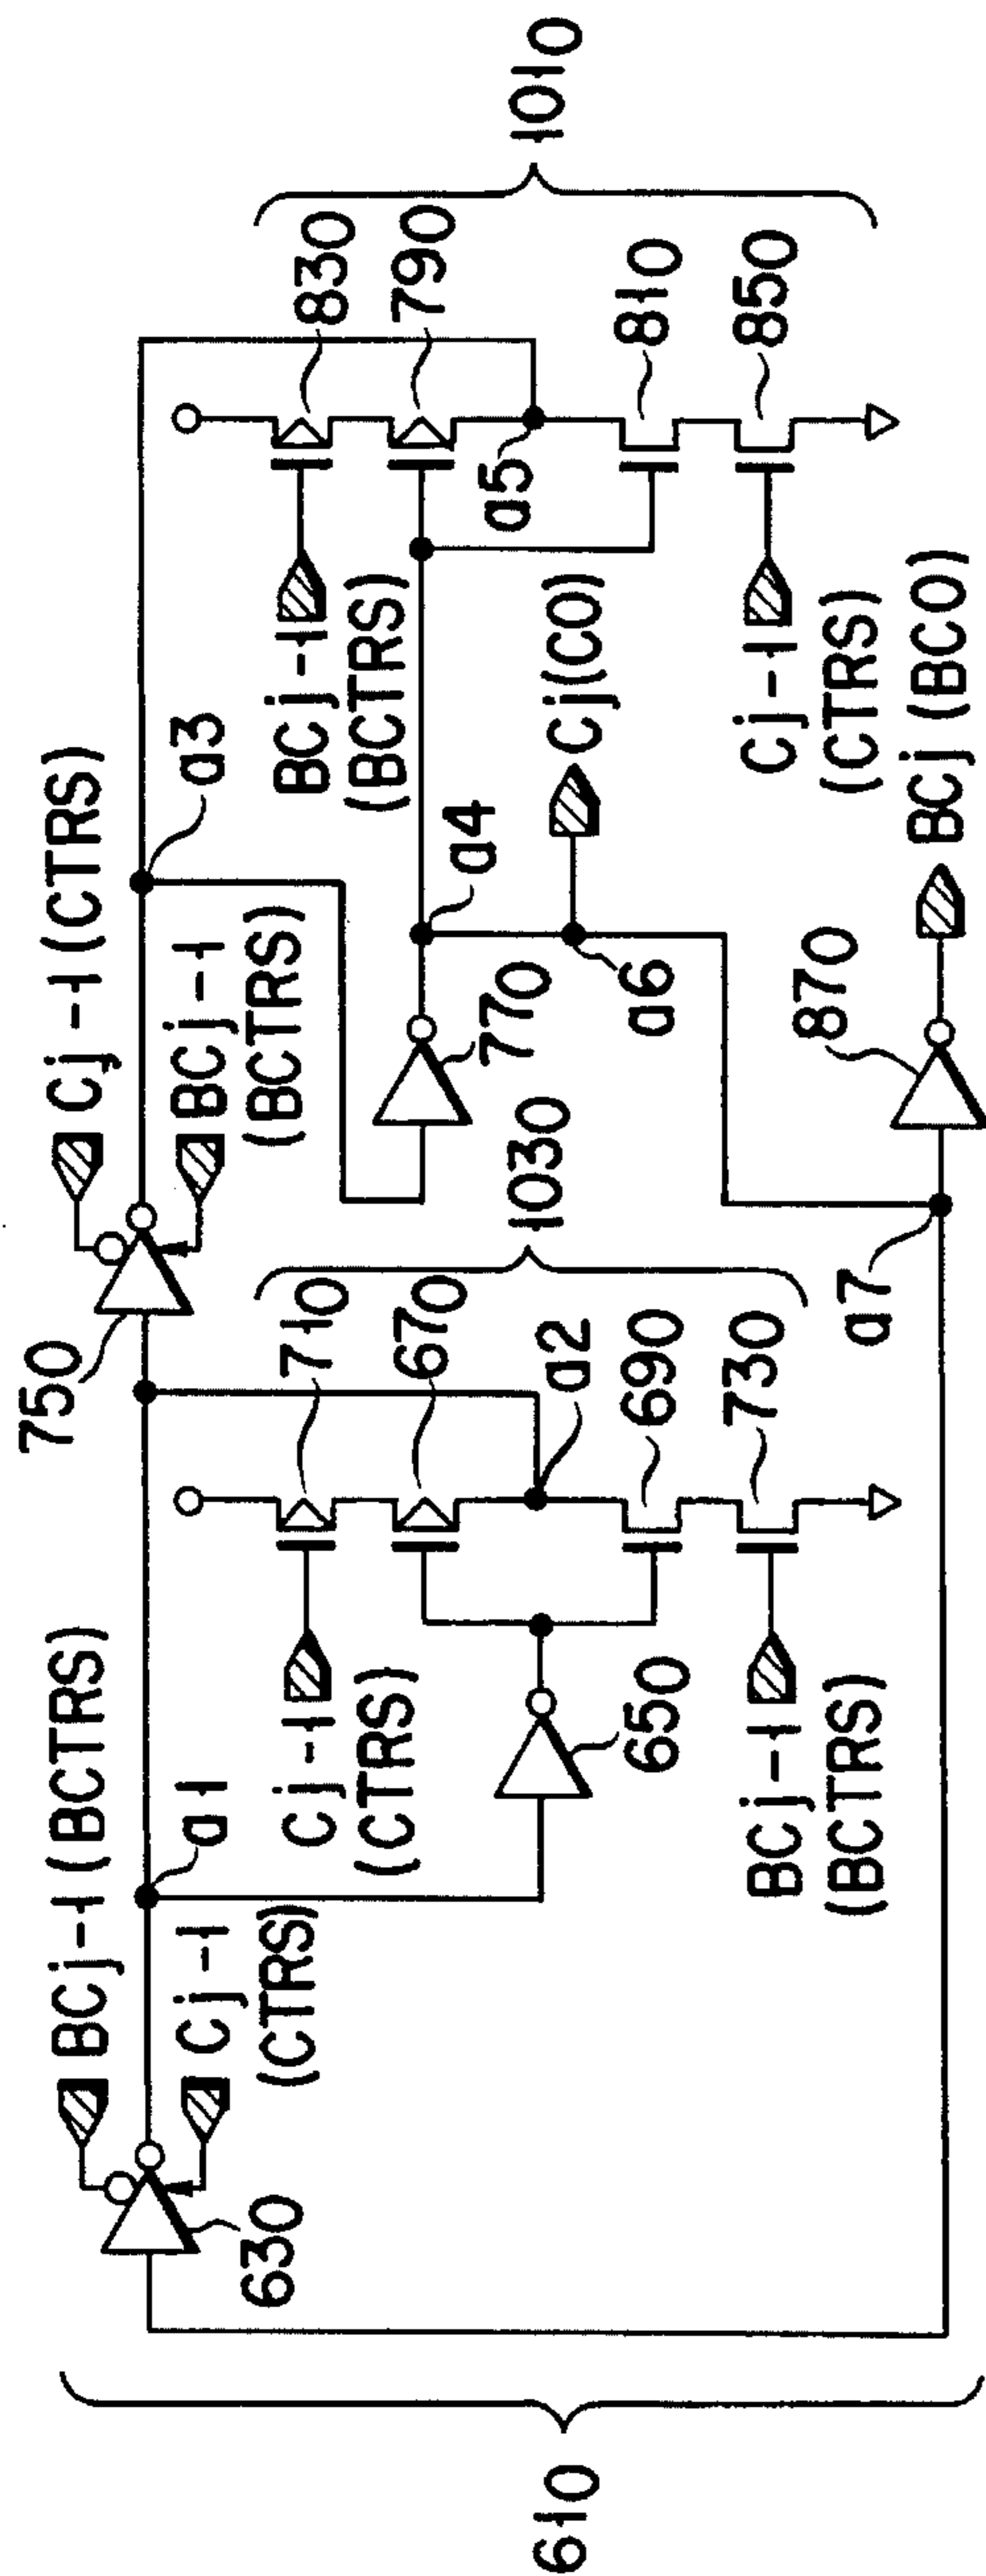 610
630
BCj-1(BCTRS)
Cj-1
(CTRS)
a1
650
Cj-1
(CTRS)
BCj-1
(BCTRS)
710
670
a2
690
730
1030
750
Cj-1(CTRS)
BCj-1
(BCTRS)
a3
770
a4
a6
Cj(CO)
a7
870
BCj(BCO)
BCj-1
(BCTRS)
a5
Cj-1
(CTRS)
830
790
810
850
1010